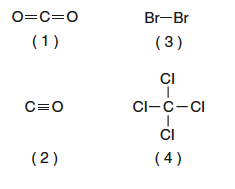 O=C=O
(1)
Br—Br
(3)
C≡O
(2)
Cl
Cl—C—Cl
Cl
(4)